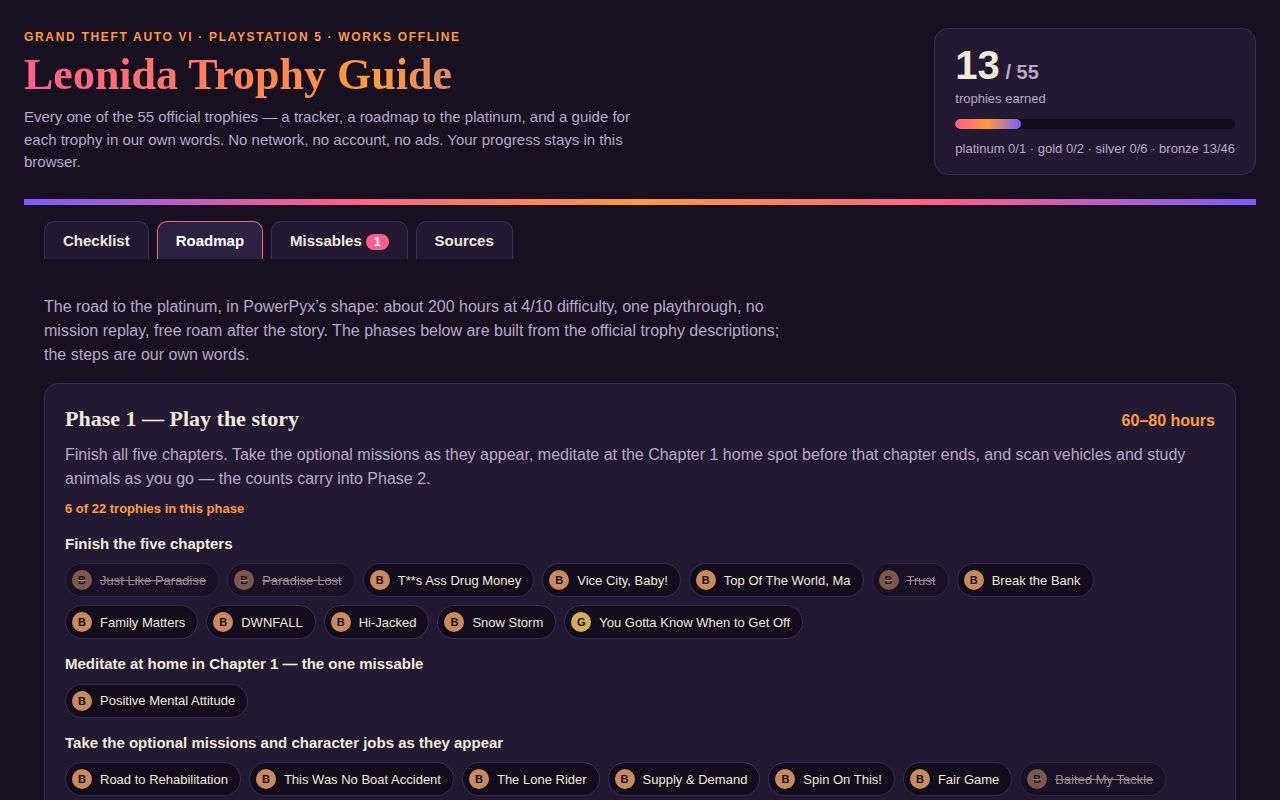 GRAND THEFT AUTO VI · PLAYSTATION 5 · WORKS OFFLINE
Leonida Trophy Guide
Every one of the 55 official trophies — a tracker, a roadmap to the platinum, and a guide for
each trophy in our own words. No network, no account, no ads. Your progress stays in this
browser.
13 / 55
trophies earned
platinum 0/1 · gold 0/2 · silver 0/6 · bronze 13/46
Checklist
Roadmap
Missables 1
Sources
The road to the platinum, in PowerPyx’s shape: about 200 hours at 4/10 difficulty, one playthrough, no
mission replay, free roam after the story. The phases below are built from the official trophy descriptions;
the steps are our own words.
Phase 1 — Play the story
60–80 hours
Finish all five chapters. Take the optional missions as they appear, meditate at the Chapter 1 home spot before that chapter ends, and scan vehicles and study
animals as you go — the counts carry into Phase 2.
6 of 22 trophies in this phase
Finish the five chapters
B Just Like Paradise B Paradise Lost B T**s Ass Drug Money B Vice City, Baby! B Top Of The World, Ma B Trust B Break the Bank
B Family Matters B DWNFALL B Hi-Jacked B Snow Storm G You Gotta Know When to Get Off
Meditate at home in Chapter 1 — the one missable
B Positive Mental Attitude
Take the optional missions and character jobs as they appear
B Road to Rehabilitation B This Was No Boat Accident B The Lone Rider B Supply & Demand B Spin On This! B Fair Game B Baited My Tackle